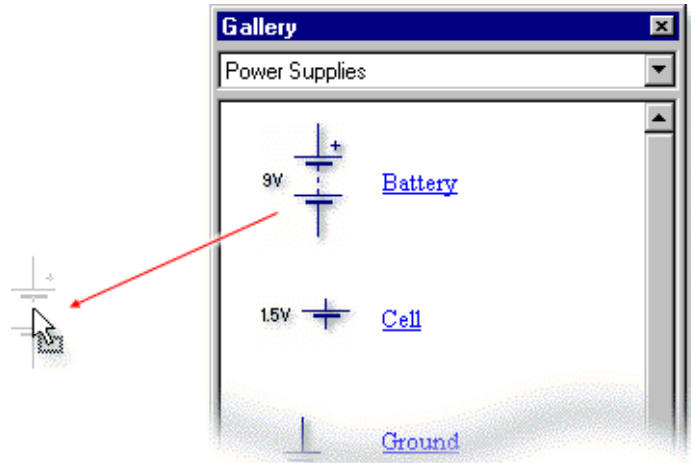 Gallery
Power Supplies
+
9V
Battery
+
1.5V
Cell
Ground